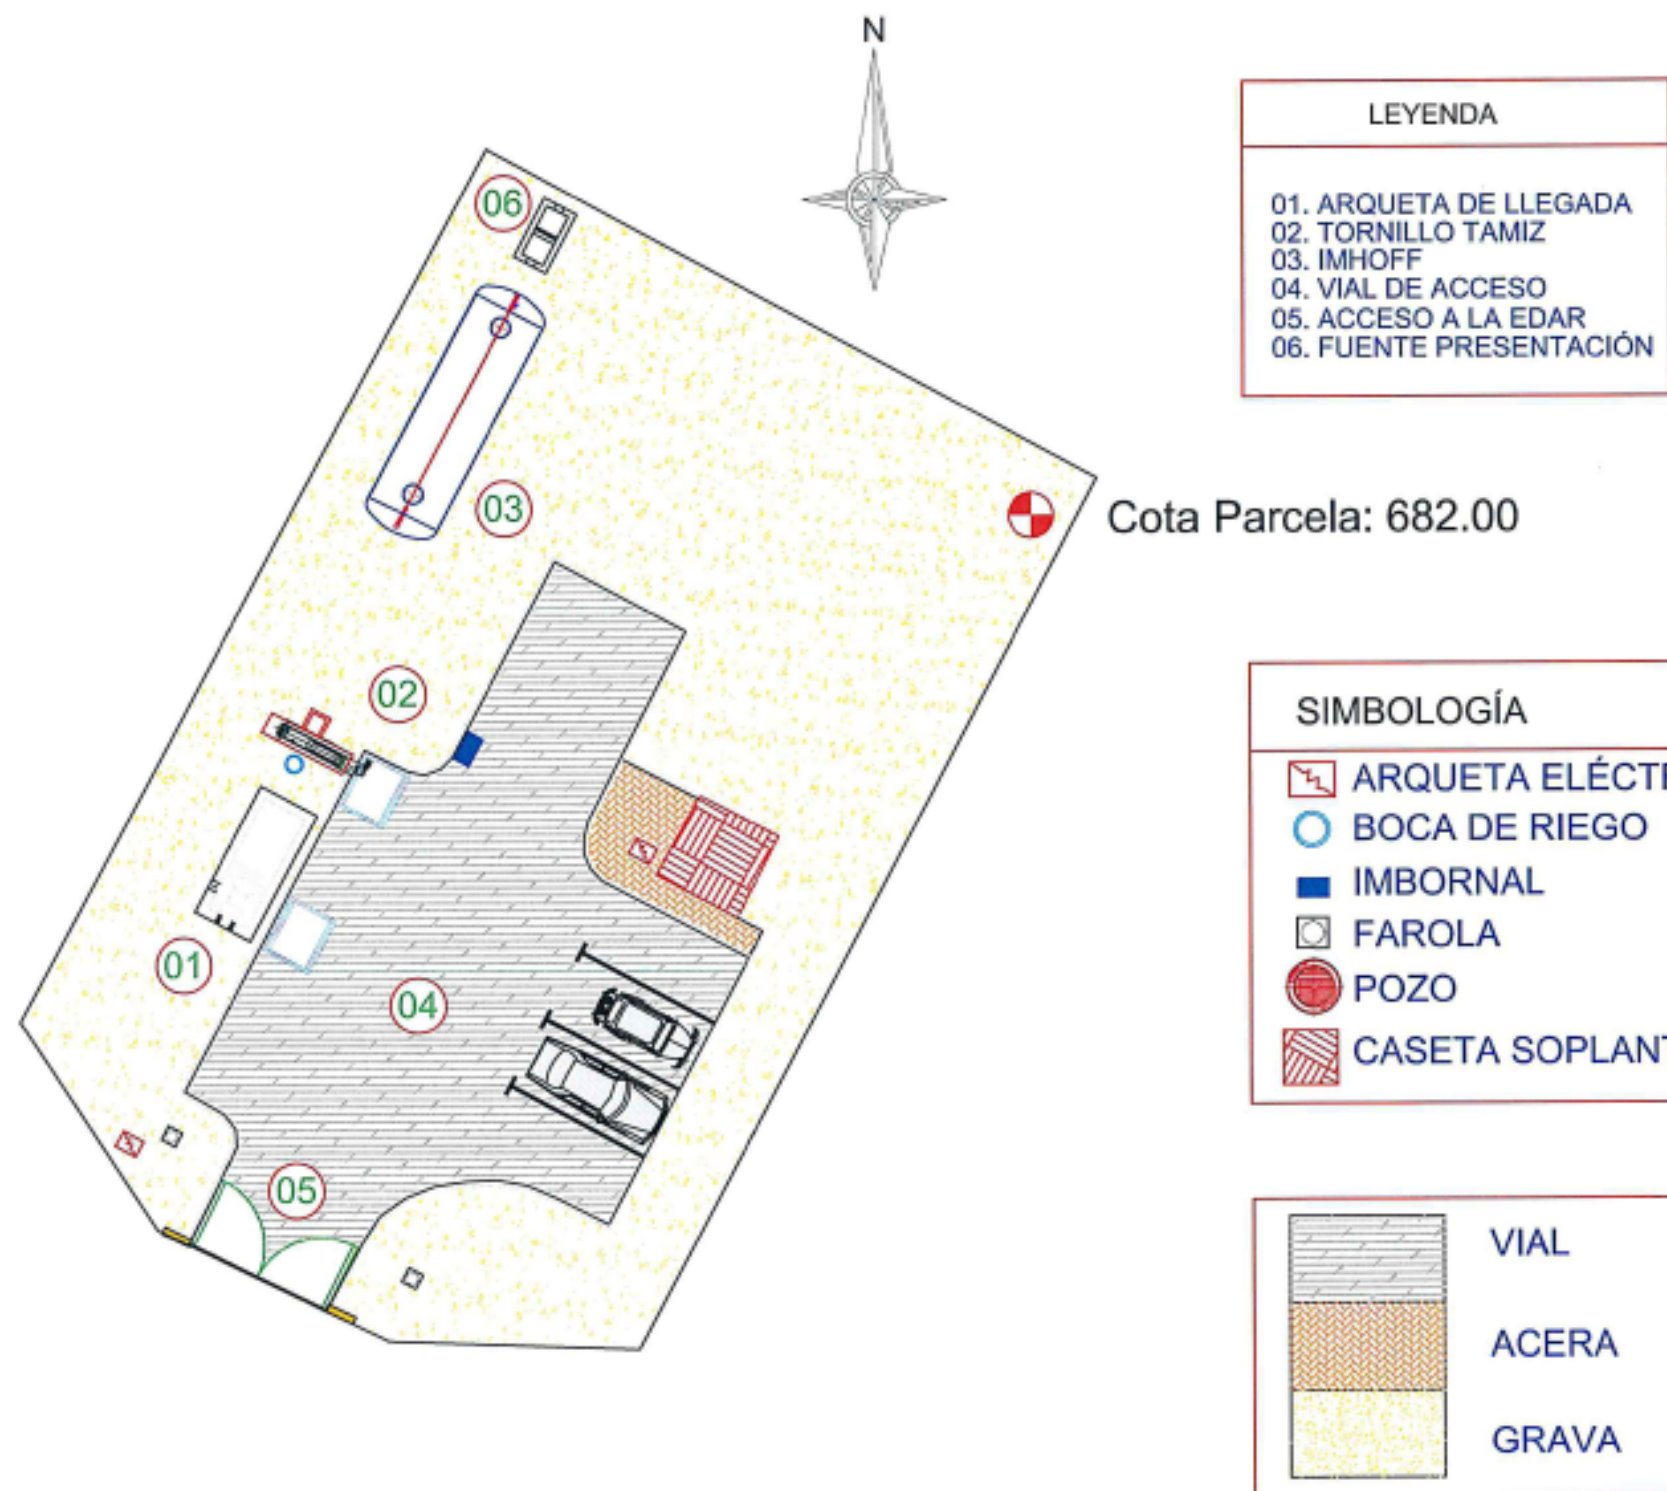 N
LEYENDA
01. ARQUETA DE LLEGADA
02. TORNILLO TAMIZ
03. IMHOFF
04. VIAL DE ACCESO
05. ACCESO A LA EDAR
06. FUENTE PRESENTACIÓN
06
03
Cota Parcela: 682.00
02
01
04
05
SIMBOLOGÍA
ARQUETA
BOCA DE RIEGO
IMBORNAL
FAROLA
POZO
CASETA
VIAL
ACERA
GRAVA